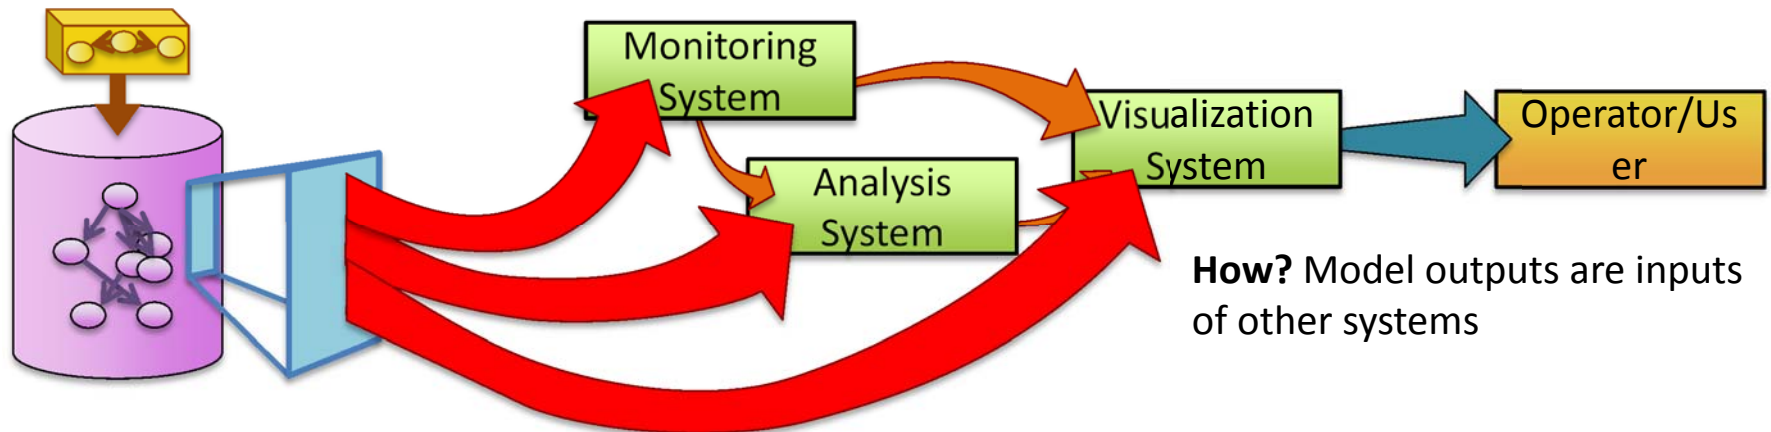 Monitoring
System
Analysis
System
Visualization
System
Operator/Us
er
How? Model outputs are inputs
of other systems